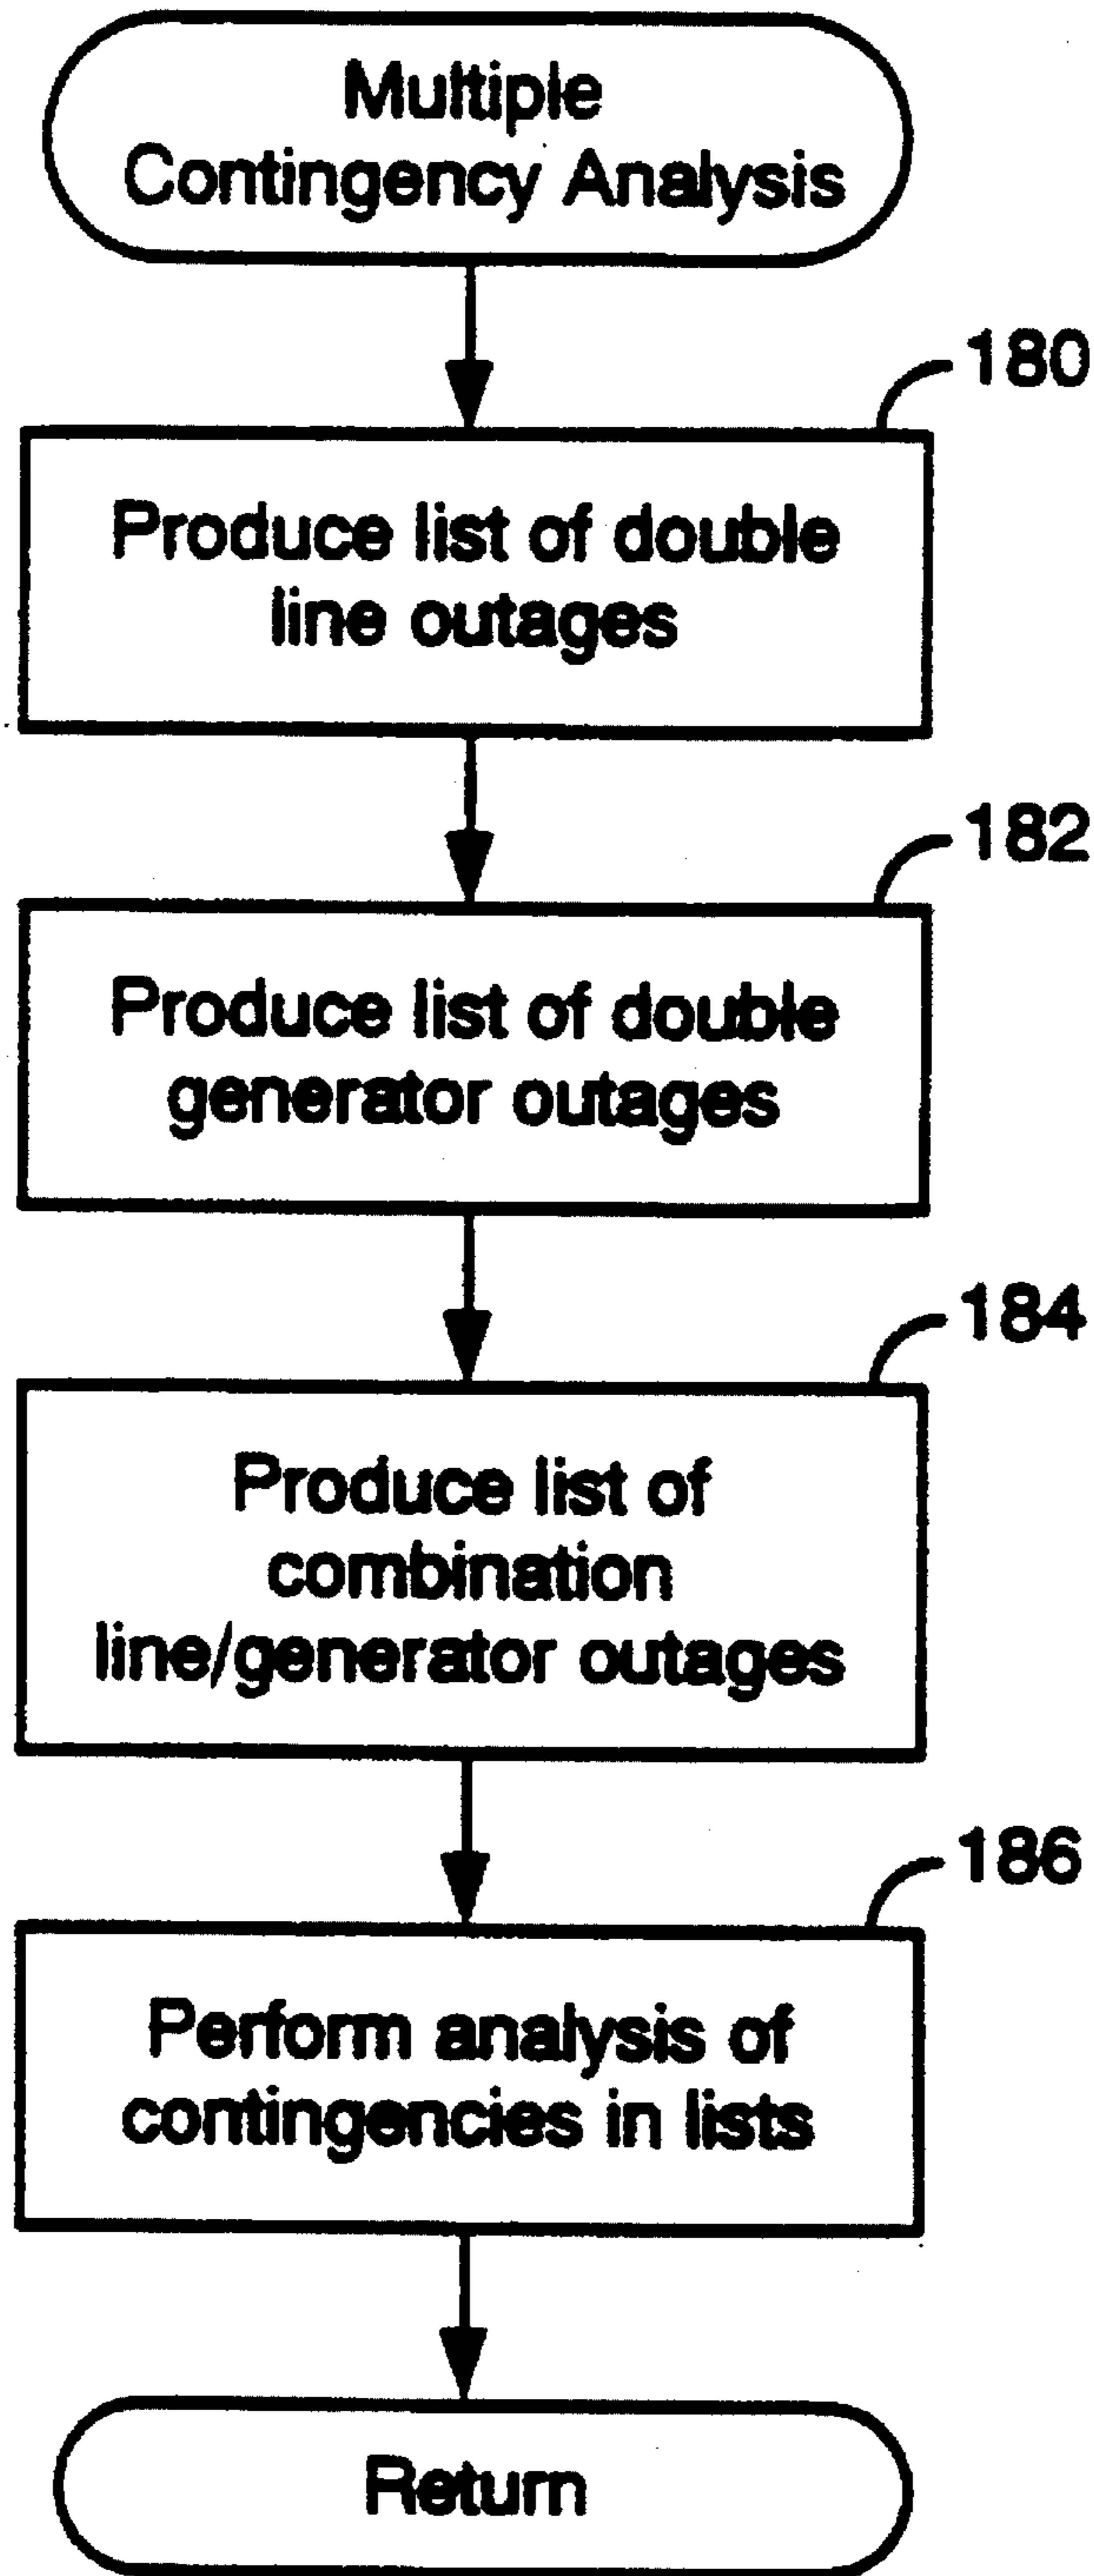 Multiple
Contingency Analysis
180
Produce list of double
line outages
182
Produce list of double
generator outages
184
Produce list of
combination
line/generator outages
186
Perform analysis of
contingencies in lists
Return